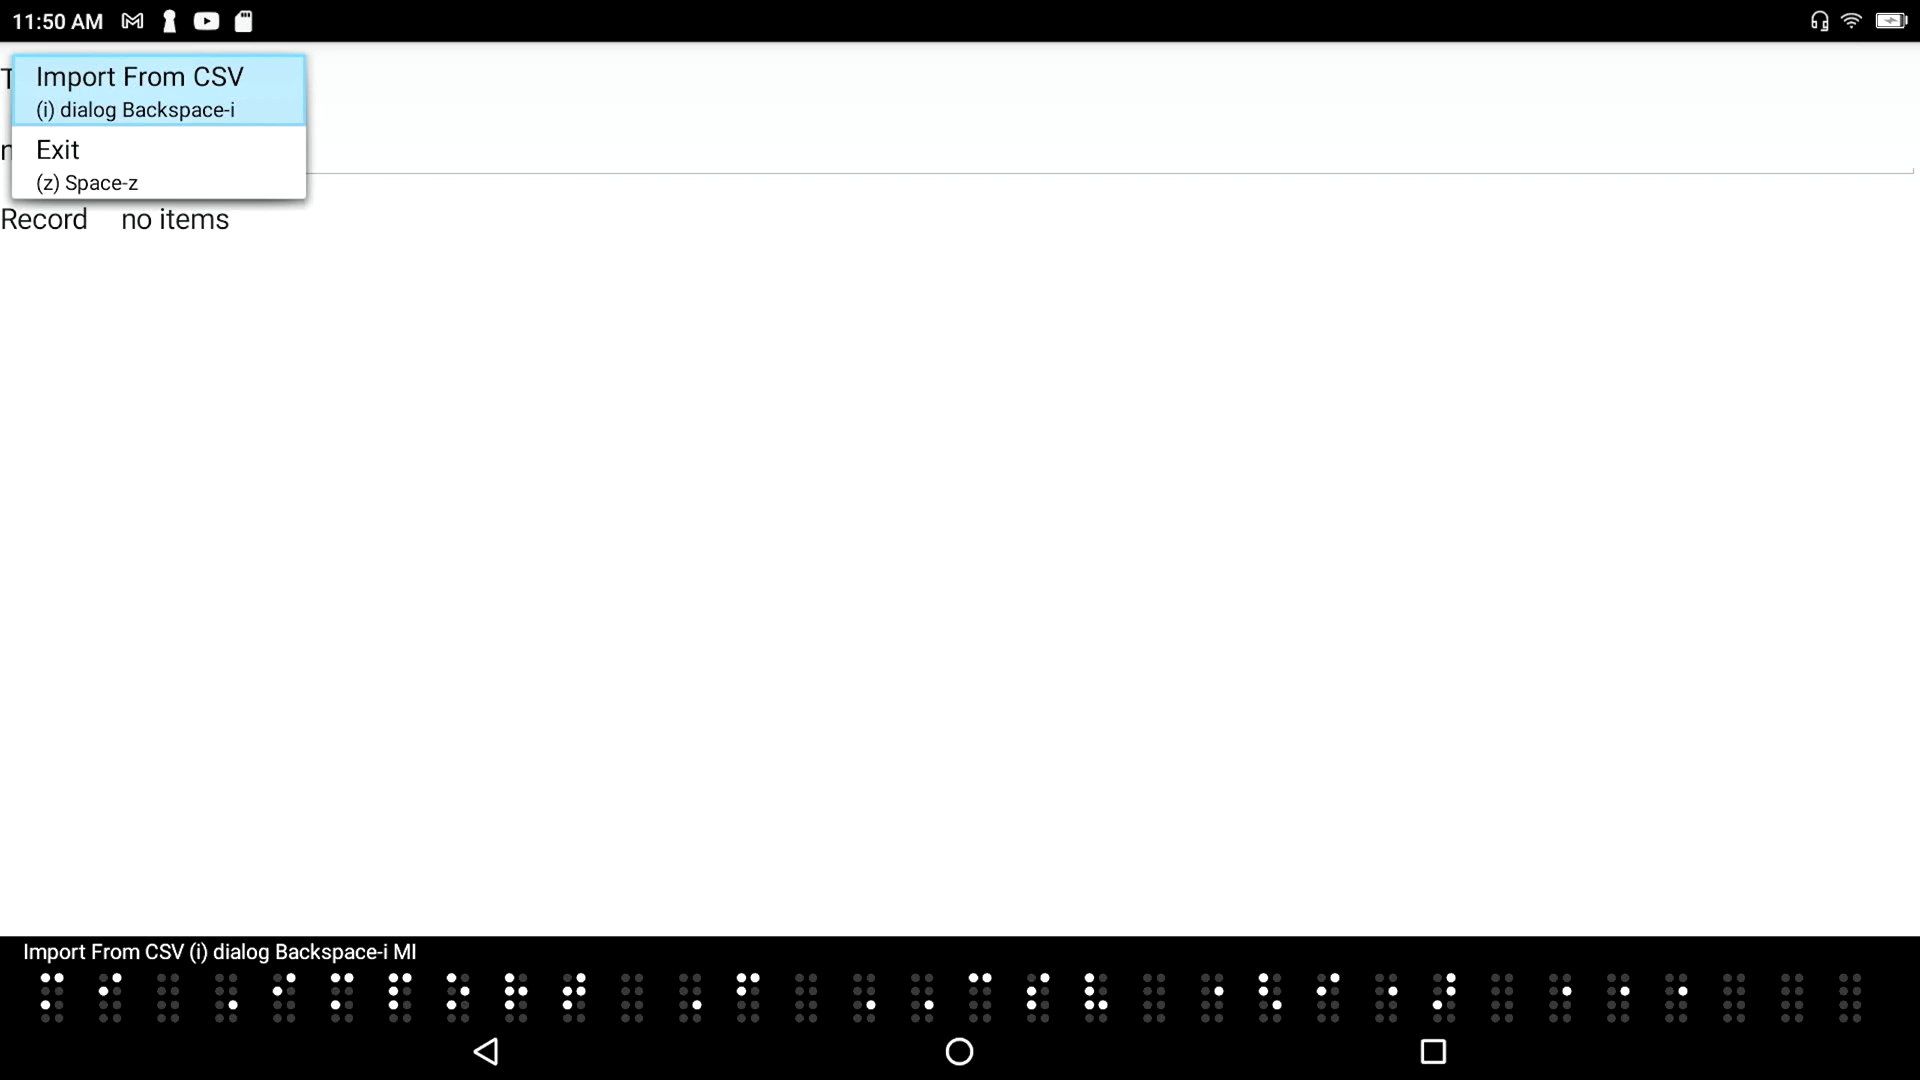 11:50 AM
Import From CSV
(i) dialog Backspace-i
Exit
(z) Space-z
Record no items
Import From CSV (i) dialog Backspace-i MI